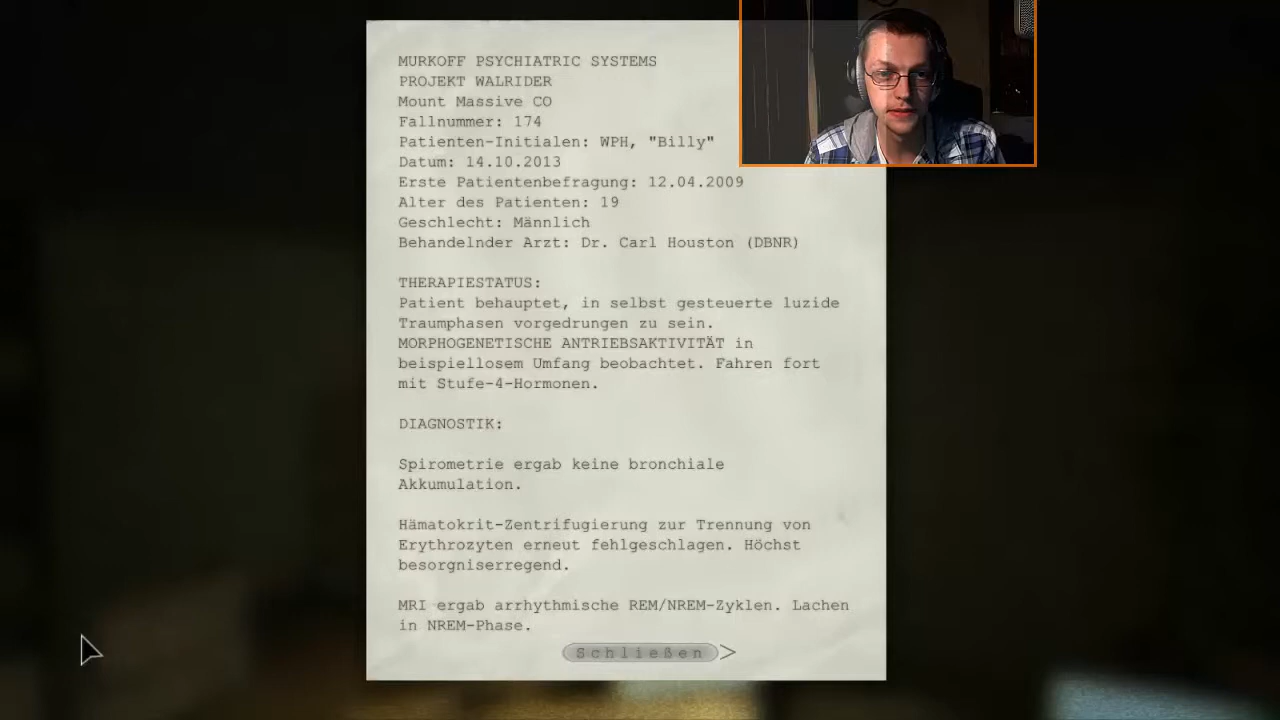 MURKOFF PSYCHIATRIC SYSTEMS
PROJEKT WALRIDER
Mount Massive CO
Fallnummer: 174
Patienten-Initialen: WPH, "Billy"
Datum: 14.10.2013
Erste Patientenbefragung: 12.04.2009
Alter des Patienten: 19
Geschlecht: Männlich
Behandelnder Arzt: Dr. Carl Houston (DBNR)
THERAPIESTATUS:
Patient behauptet, in selbst gesteuerte luzide
Traumphasen vorgedrungen zu sein.
MORPHOGENETISCHE ANTRIEBSAKTIVITÄT in
beispiellosem Umfang beobachtet. Fahren fort
mit Stufe-4-Hormonen.
DIAGNOSTIK:
Spirometrie ergab keine bronchiale
Akkumulation.
Hämatokrit-Zentrifugierung zur Trennung von
Erythrozyten erneut fehlgeschlagen. Höchst
besorgniserregend.
MRI ergab arrhythmische REM/NREM-Zyklen. Lachen
in NREM-Phase.
Schließen >